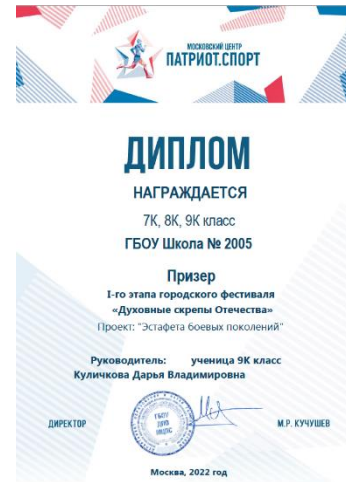 МОСКОВСКИЙ ЦЕНТР
ПАТРИОТ.СПОРТ
ДИПЛОМ
НАГРАЖДАЕТСЯ
7К, 8К, 9К класс
ГБОУ Школа № 2005
Призер
I-го этапа городского фестиваля
«Духовные скрепы Отечества»
Проект: "Эстафета боевых поколений"
Руководитель: ученица 9К класс
Куличкова Дарья Владимировна
ДИРЕКТОР М.Р. КУЧУШЕВ
Москва, 2022 год